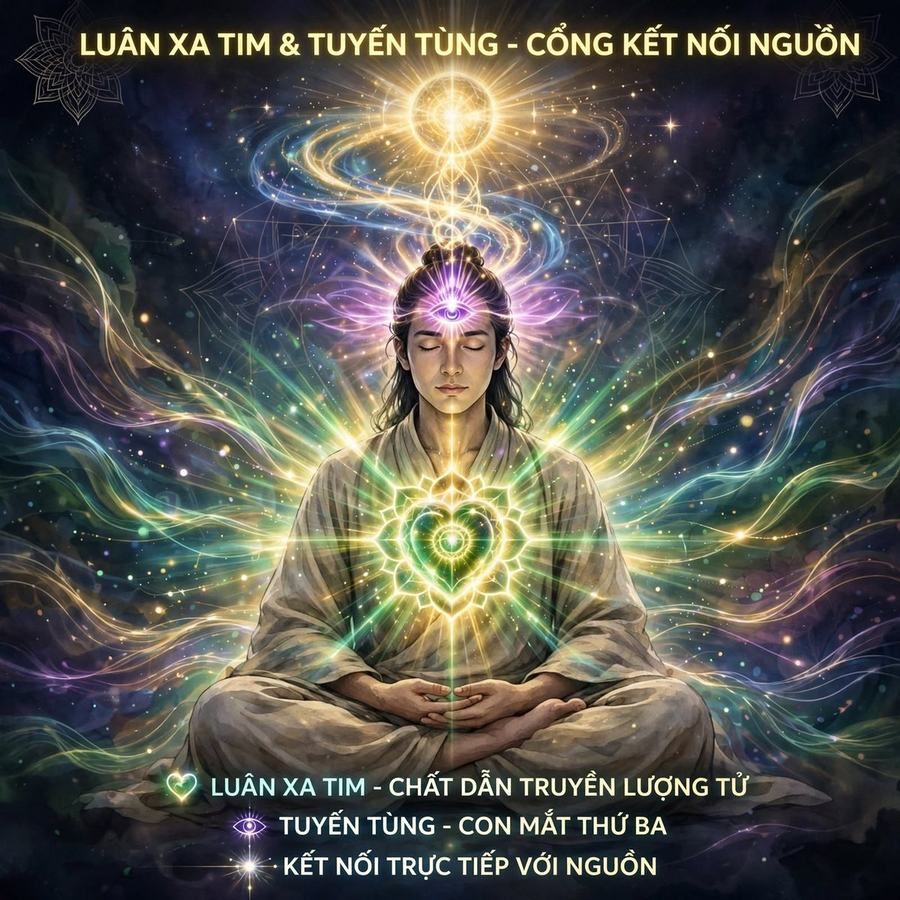 LUÂN XA TIM & TUYẾN TÙNG - CỔNG KẾT NỐI NGUỒN
LUÂN XA TIM - CHẤT DẪN TRUYỀN LƯỢNG TỬ
TUYẾN TÙNG - CON MẮT THỨ BA
KẾT NỐI TRỰC TIẾP VỚI NGUỒN